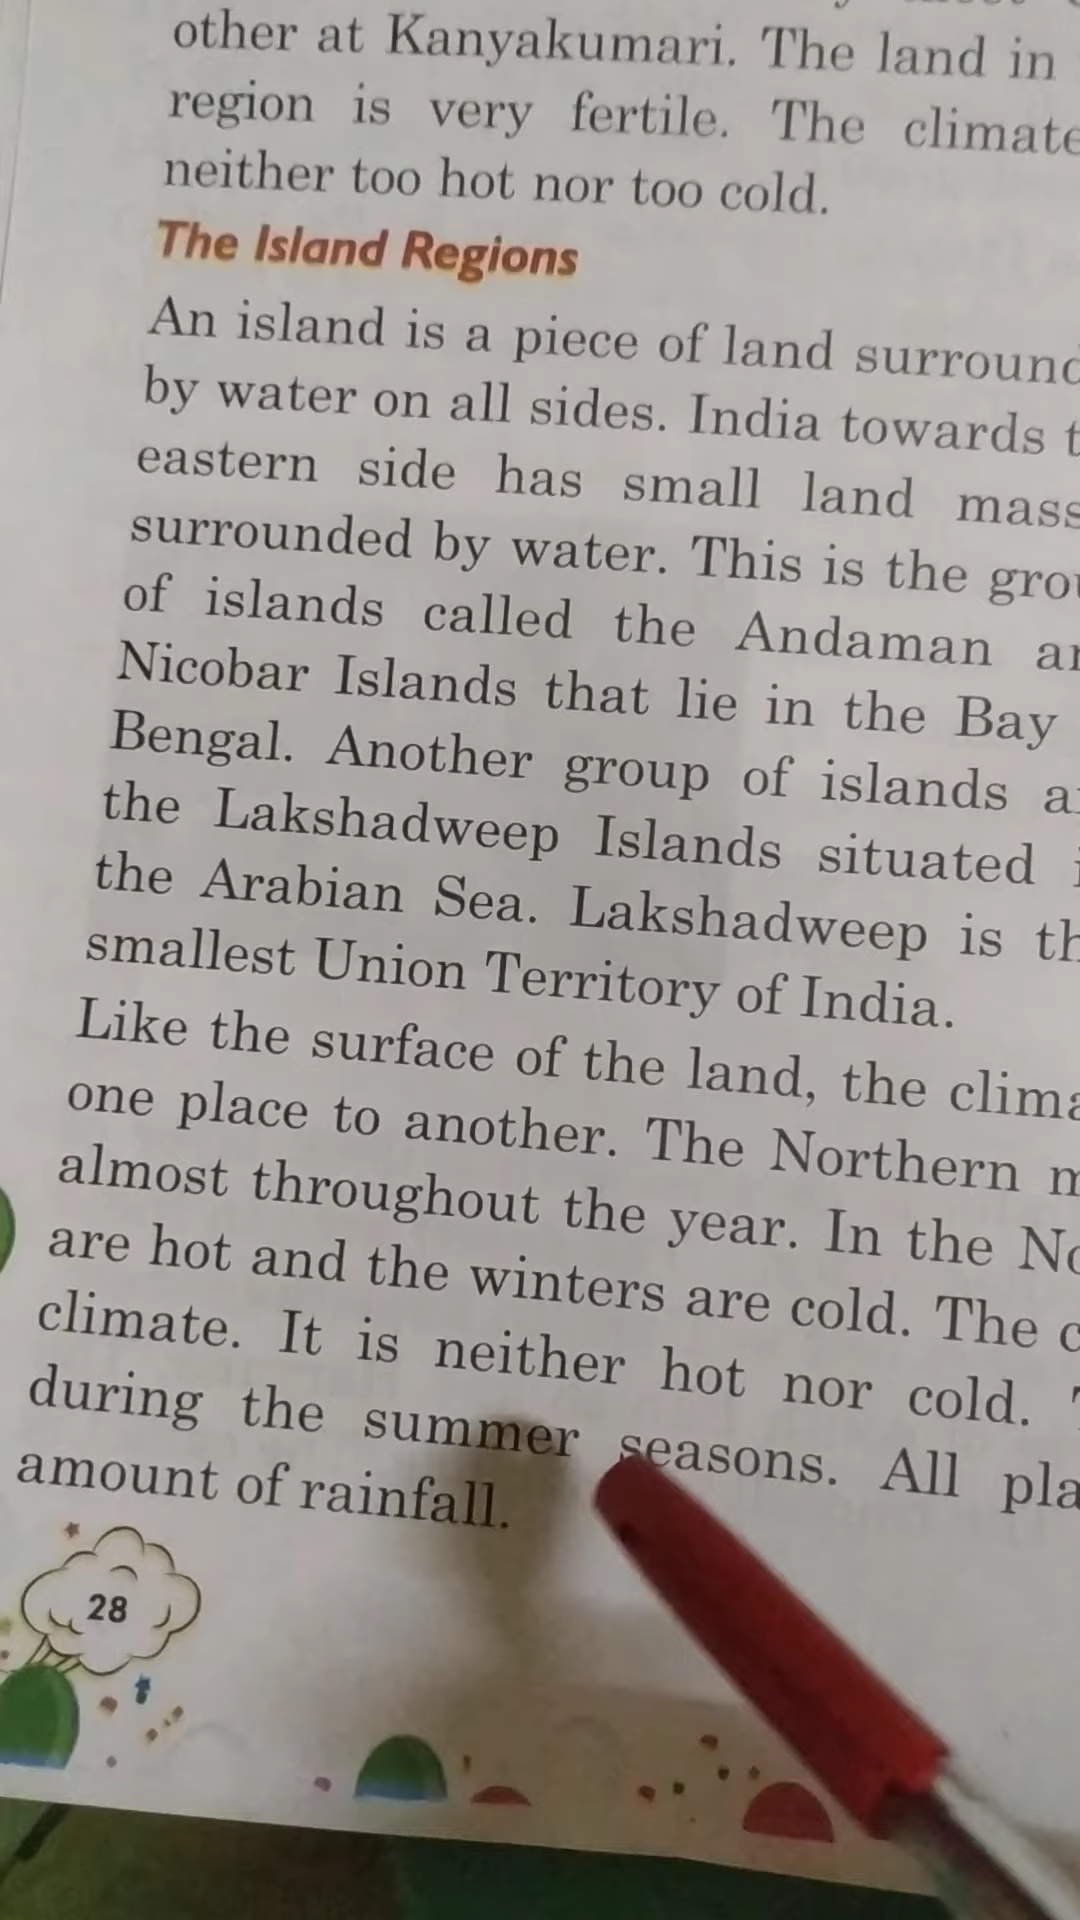 other at Kanyakumari. The land in
region is very fertile. The climate
neither too hot nor too cold.
The Island Regions
An island is a piece of land surround
by water on all sides. India towards t
eastern side has small land mass
surrounded by water. This is the grou
of islands called the Andaman an
Nicobar Islands that lie in the Bay
Bengal. Another group of islands a
the Lakshadweep Islands situated i
the Arabian Sea. Lakshadweep is th
smallest Union Territory of India.
Like the surface of the land, the clima
one place to another. The Northern m
almost throughout the year. In the No
are hot and the winters are cold. The c
climate. It is neither hot nor cold.
during the summer seasons. All pla
amount of rainfall.
28